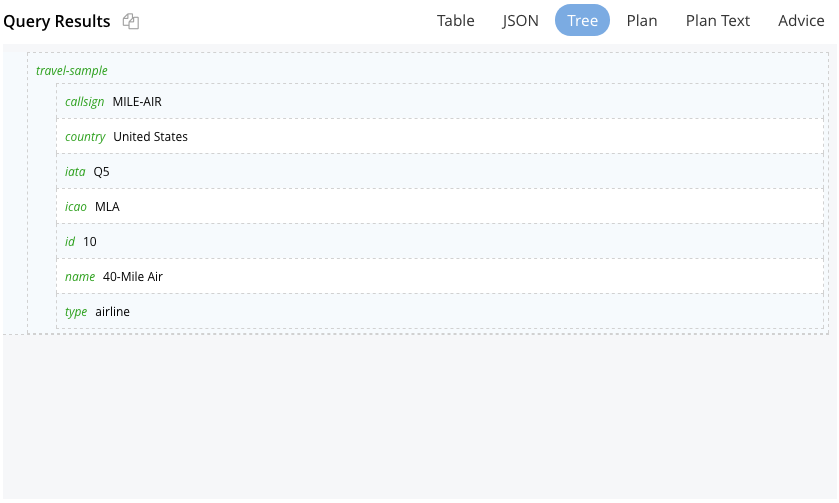 Query Results Table JSON Tree Plan Plan Text Advice
travel-sample
callsign MILE-AIR
country United States
iata Q5
icao MLA
id 10
name 40-Mile Air
type airline